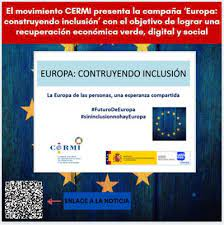 El movimiento CERMI presenta la campaña 'Europa:
construyendo inclusión' con el objetivo de lograr una
recuperación económica verde, digital y social
EUROPA: CONTRUYENDO INCLUSIÓN
La Europa de las personas, una esperanza compartida
#FuturoDeEuropa
#sininclusionnohayEuropa
CERMI
ENLACE A LA NOTICIA